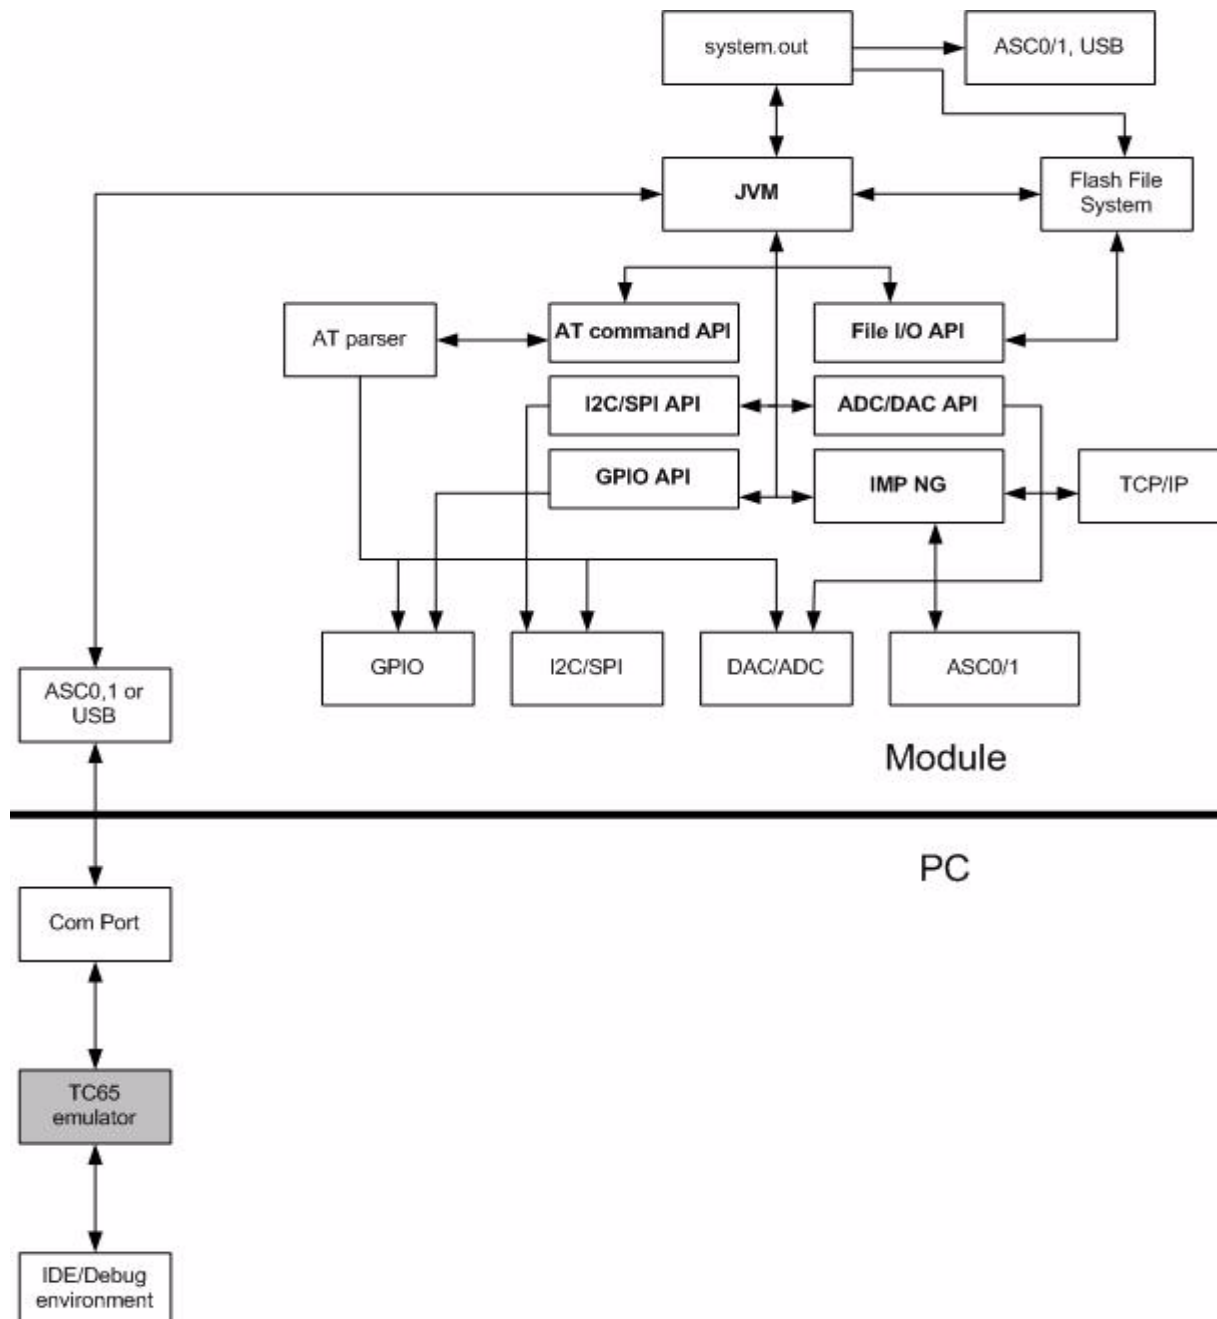 system.out
ASC0/1, USB
JVM
Flash File
System
AT parser
AT command API
File I/O API
I2C/SPI API
ADC/DAC API
GPIO API
IMP NG
TCP/IP
GPIO
I2C/SPI
DAC/ADC
ASC0/1
ASC0,1 or
USB
Module
PC
Com Port
TC65
emulator
IDE/Debug
environment